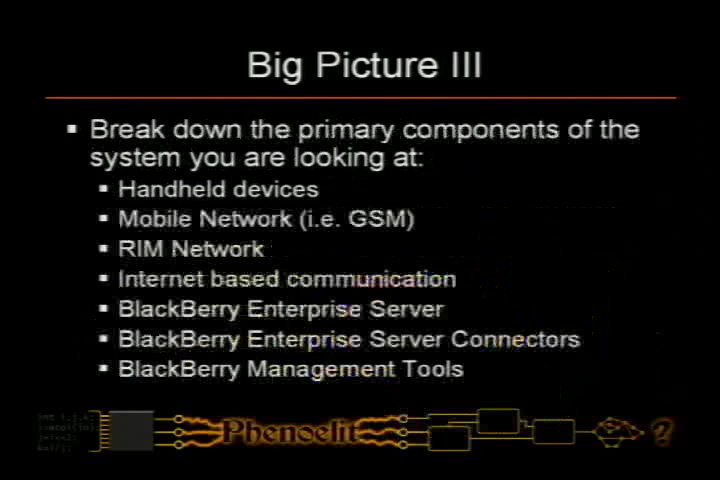 Big Picture III
Break down the primary components of the
system you are looking at:
Handheld devices
Mobile Network (i.e. GSM)
RIM Network
Internet based communication
BlackBerry Enterprise Server
BlackBerry Enterprise Server Connectors
BlackBerry Management Tools
Phenoelit
?